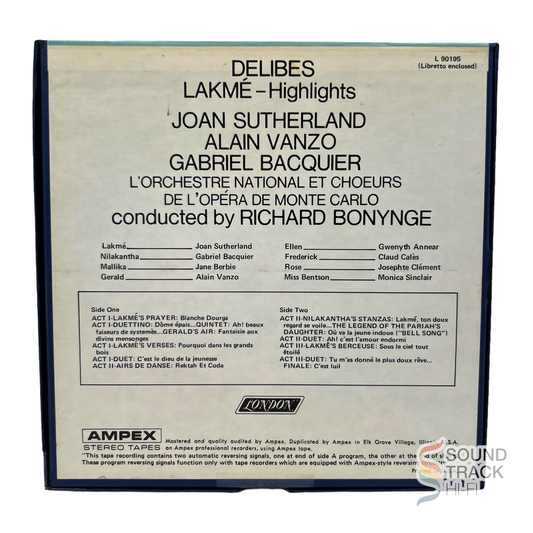 L 90195
(Libretto enclosed)
DELIBES
LAKMÉ – Highlights
JOAN SUTHERLAND
ALAIN VANZO
GABRIEL BACQUIER
L'ORCHESTRE NATIONAL ET CHOEURS
DE L'OPÉRA DE MONTE CARLO
conducted by RICHARD BONYNGE
Lakmé Joan Sutherland
Nilakantha Gabriel Bacquier
Mallika Jane Berbie
Gerald Alain Vanzo
Ellen Gwenyth Annear
Frederick Claud Calès
Rose Josephte Clément
Miss Bentson Monica Sinclair
Side One
ACT I-LAKMÉ'S PRAYER: Blanche Dourga
ACT I-DUETTINO: Dôme épais...QUINTET: Ah! beaux
faiseurs de systemès...GERALD'S AIR: Fantaisie aux
divins mensonges
ACT I-LAKMÉ'S VERSES: Pourquoi dans les grands
bois
ACT I-DUET: C'est le dieu de la jeunesse
ACT II-AIRS DE DANSE: Rektah Et Coda
Side Two
ACT II-NILAKANTHA'S STANZAS: Lakmé, ton doux
regard se voile...THE LEGEND OF THE PARIAH'S
DAUGHTER: Où va la jeune indoue ("BELL SONG")
ACT II-DUET: Ah! c'est l'amour endormi
ACT III-LAKMÉ'S BERCEUSE: Sous le ciel tout
étoilé
ACT III-DUET: Tu m'as donné le plus doux rêve...
FINALE: C'est lui!
LONDON
AMPEX
STEREO TAPES
Mastered and quality audited by Ampex. Duplicated by Ampex in Elk Grove Village, Illinois U.S.A.
on Ampex professional recorders, using Ampex tape.
"This tape recording contains two automatic reversing signals, one at end of side A program, the other at the end of
These program reversing signals function only with tape recorders which are equipped with Ampex-style reversing
SOUND
TRACK
HIFI